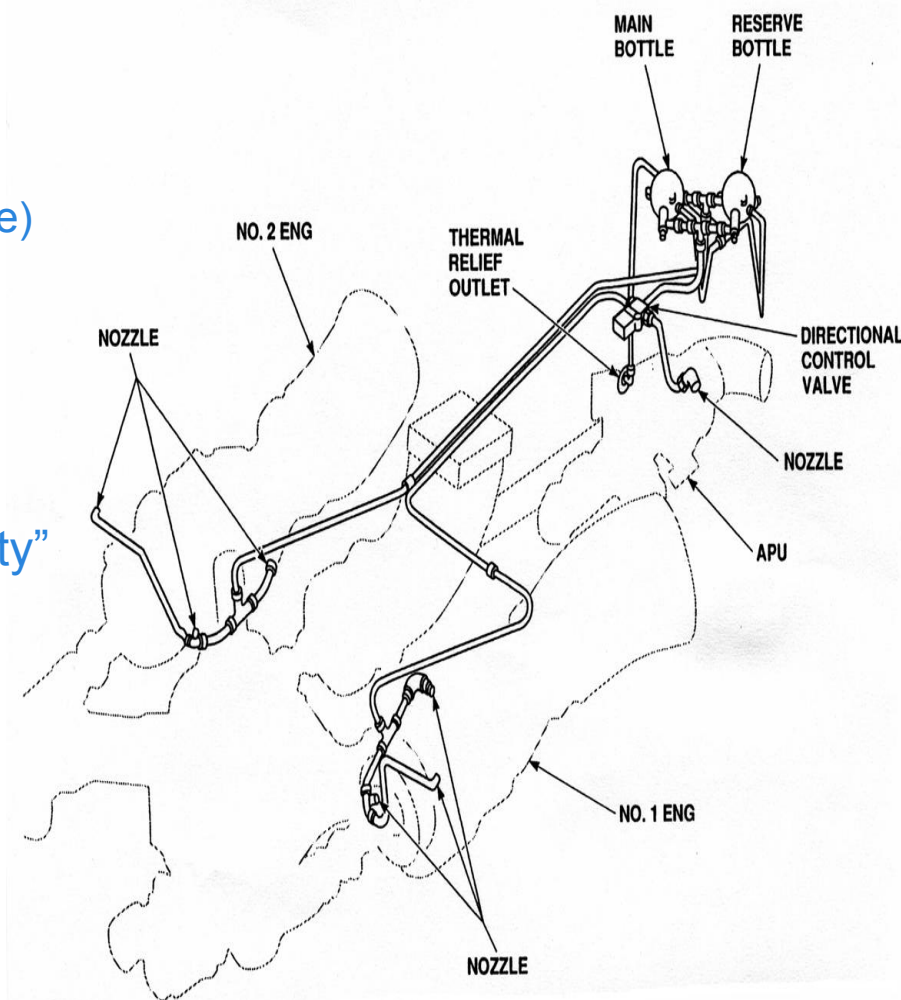 MAIN
BOTTLE
RESERVE
BOTTLE
e)
NO. 2 ENG
THERMAL
RELIEF
OUTLET
NOZZLE
DIRECTIONAL
CONTROL
VALVE
NOZZLE
ty”
APU
NO. 1 ENG
NOZZLE